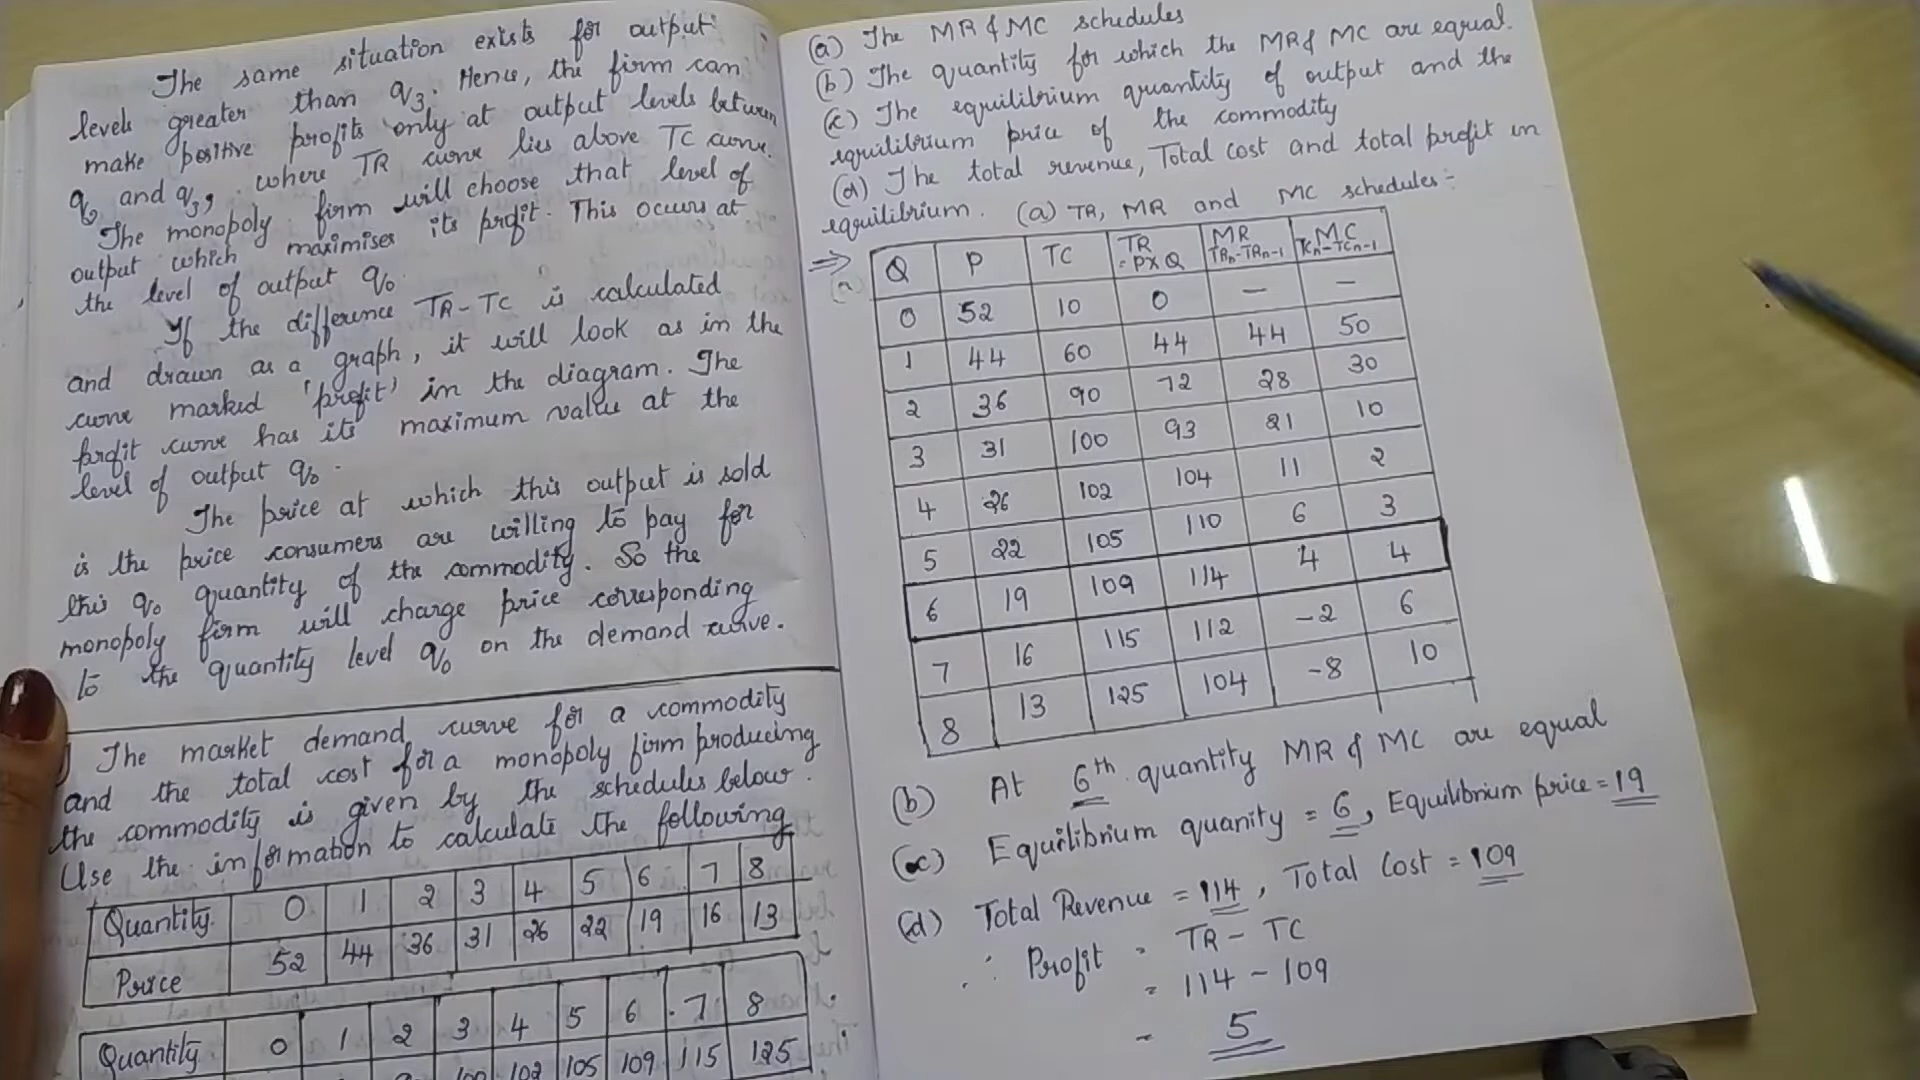 The same situation exists for output
levels greater than q3. Hence, the firm can
make positive profits only at output levels between
q2 and q3, where TR curve lies above TC curve.
The monopoly firm will choose that level of
output which maximises its profit. This occurs at
the level of output q0.
If the difference TR-TC is calculated
and drawn as a graph, it will look as in the
curve marked 'profit' in the diagram. The
profit curve has its maximum value at the
level of output q0.
The price at which this output is sold
is the price consumers are willing to pay for
this q0 quantity of the commodity. So the
monopoly firm will charge price corresponding
to the quantity level q0 on the demand curve.
The market demand curve for a commodity
and the total cost for a monopoly firm producing
the commodity is given by the schedules below.
Use the information to calculate the following
Quantity 0 1 2 3 4 5 6 7 8
Price 52 44 36 31 26 22 19 16 13
Quantity 0 1 2 3 4 5 6 7 8
100 102 105 109 115 125
(a) The MR & MC schedules
(b) The quantity for which the MR & MC are equal.
(c) The equilibrium quantity of output and the
equilibrium price of the commodity
(d) The total revenue, Total cost and total profit in
equilibrium. (a) TR, MR and MC schedules:-
⇒ Q P TC TR = P×Q MR TRn-TRn-1 MC TCn-TCn-1
0 52 10 0 — —
1 44 60 44 44 50
2 36 90 72 28 30
3 31 100 93 21 10
4 26 102 104 11 2
5 22 105 110 6 3
6 19 109 114 4 4
7 16 115 112 -2 6
8 13 125 104 -8 10
(b) At 6th quantity MR & MC are equal
(c) Equilibrium quanity = 6, Equilibrium price = 19
(d) Total Revenue = 114, Total Cost = 109
∴ Profit = TR - TC
= 114 - 109
= 5